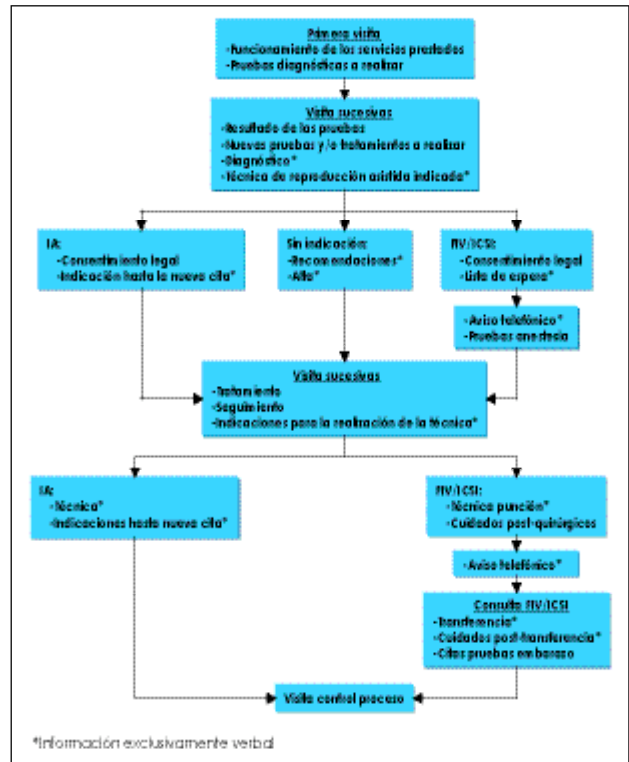 Primera visita
-Funcionamiento de los servicios prestados
-Pruebas diagnósticas a realizar
Visita sucesivas
-Resultado de las pruebas
-Nuevas pruebas y/o tratamientos a realizar
-Diagnóstico*
-Técnica de reproducción asistida indicada*
IA:
-Consentimiento legal
-Indicación hasta la nueva cita*
Sin indicación:
-Recomendaciones*
-Alta*
FIV/ICSI:
-Consentimiento legal
-Lista de espera*
-Aviso telefónico*
-Pruebas anestesia
Visita sucesivas
-Tratamiento
-Seguimiento
-Indicaciones para la realización de la técnica*
IA:
-Técnica*
-Indicaciones hasta nueva cita*
FIV/ICSI:
-Técnica punción*
-Cuidados post-quirúrgicos
-Aviso telefónico*
Consulta FIV/ICSI
-Transferencia*
-Cuidados post-transferencia*
-Citas pruebas embarazo
Visita control proceso
*Información exclusivamente verbal